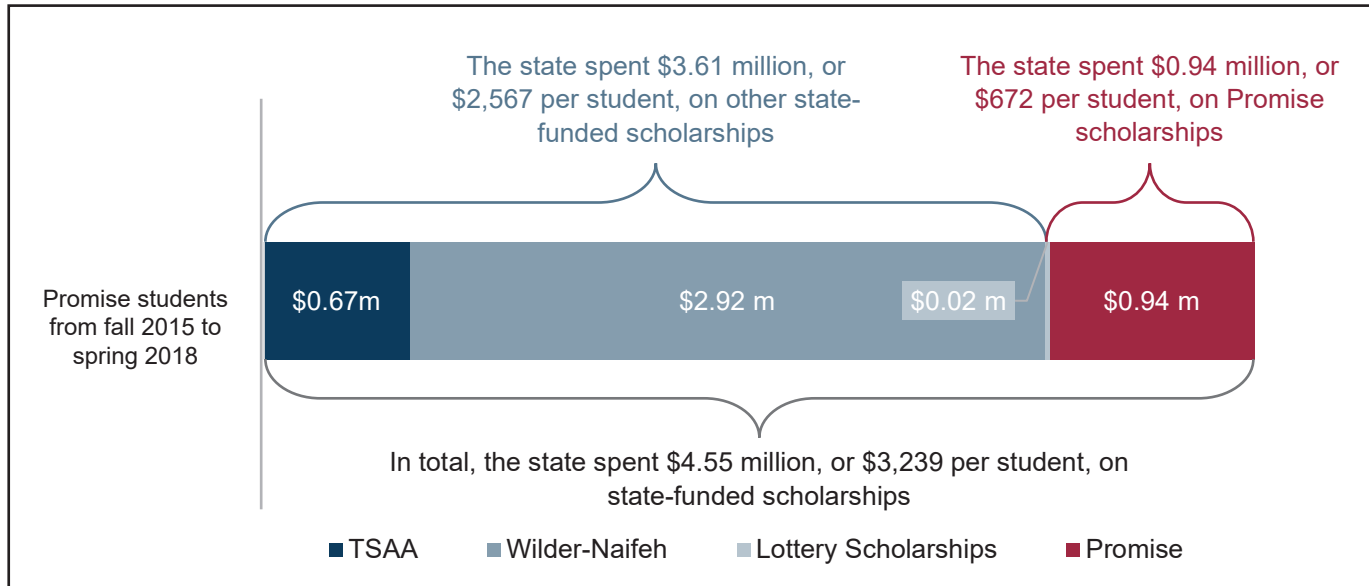 The state spent $3.61 million, or
$2,567 per student, on other state-
funded scholarships
The state spent $0.94 million, or
$672 per student, on Promise
scholarships
Promise students
from fall 2015 to
spring 2018
$0.67m
$2.92 m
$0.02 m
$0.94 m
In total, the state spent $4.55 million, or $3,239 per student, on
state-funded scholarships
TSAA
Wilder-Naifeh
Lottery Scholarships
Promise